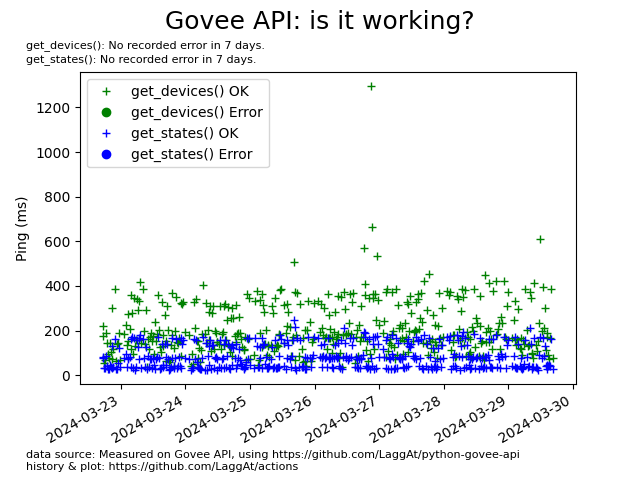 Govee API: is it working?
get_devices(): No recorded error in 7 days.
get_states(): No recorded error in 7 days.
get_devices() OK
get_devices() Error
get_states() OK
get_states() Error
Ping (ms)
1200
1000
800
600
400
200
0
2024-03-23
2024-03-24
2024-03-25
2024-03-26
2024-03-27
2024-03-28
2024-03-29
2024-03-30
data source: Measured on Govee API, using https://github.com/LaggAt/python-govee-api
history & plot: https://github.com/LaggAt/actions